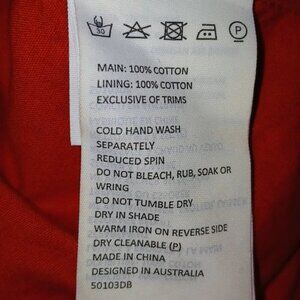 30 P
MAIN: 100% COTTON
LINING: 100% COTTON
EXCLUSIVE OF TRIMS
COLD HAND WASH
SEPARATELY
REDUCED SPIN
DO NOT BLEACH, RUB, SOAK OR
WRING
DO NOT TUMBLE DRY
DRY IN SHADE
WARM IRON ON REVERSE SIDE
DRY CLEANABLE (P)
MADE IN CHINA
DESIGNED IN AUSTRALIA
50103DB